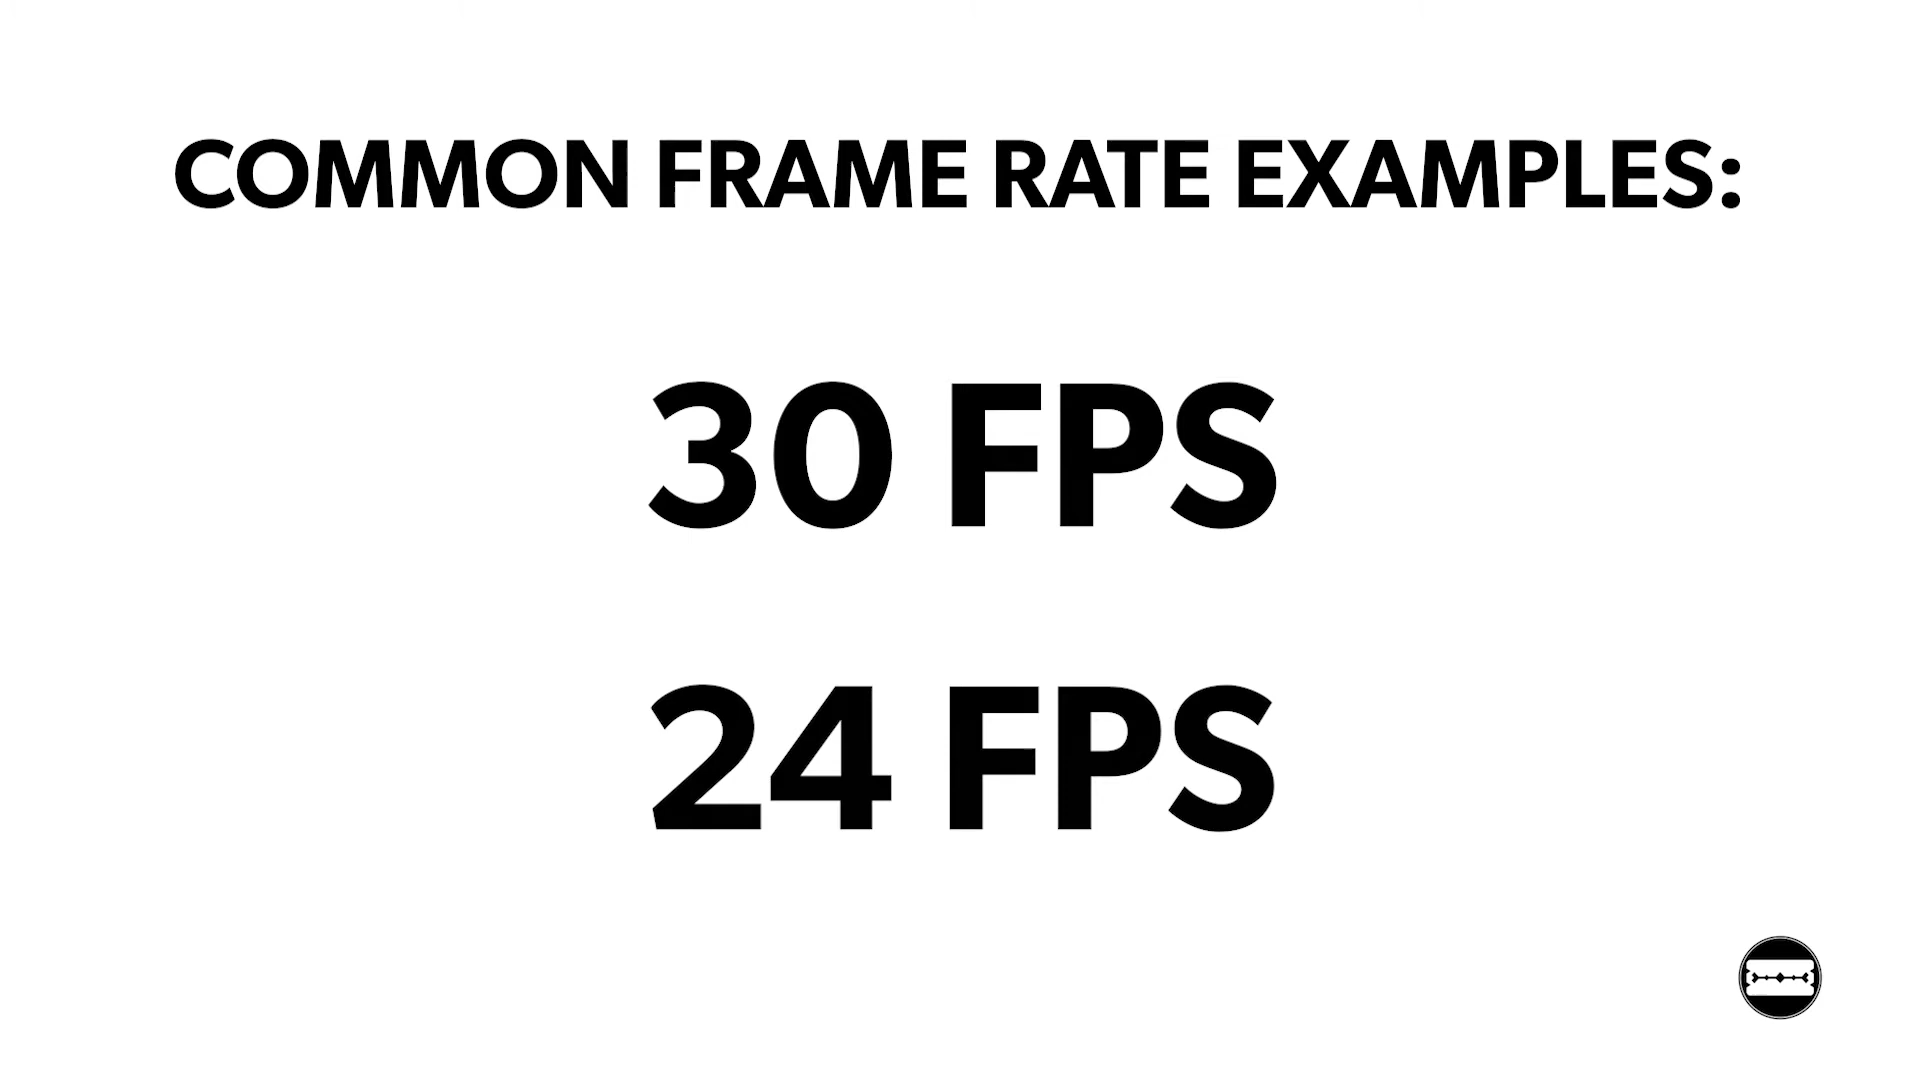 COMMON FRAME RATE EXAMPLES:
30 FPS
24 FPS